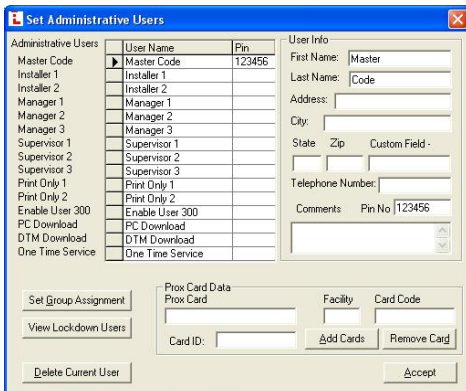 Set Administrative Users
Administrative Users
Master Code
Installer 1
Installer 2
Manager 1
Manager 2
Manager 3
Supervisor 1
Supervisor 2
Supervisor 3
Print Only 1
Print Only 2
Enable User 300
PC Download
DTM Download
One Time Service
User Name Pin
Master Code 123456
Installer 1
Installer 2
Manager 1
Manager 2
Manager 3
Supervisor 1
Supervisor 2
Supervisor 3
Print Only 1
Print Only 2
Enable User 300
PC Download
DTM Download
One Time Service
User Info
First Name: Master
Last Name: Code
Address:
City:
State Zip Custom Field -
Telephone Number:
Comments Pin No 123456
Set Group Assignment
View Lockdown Users
Delete Current User
Prox Card Data
Prox Card Facility Card Code
Card ID: Add Cards Remove Card
Accept